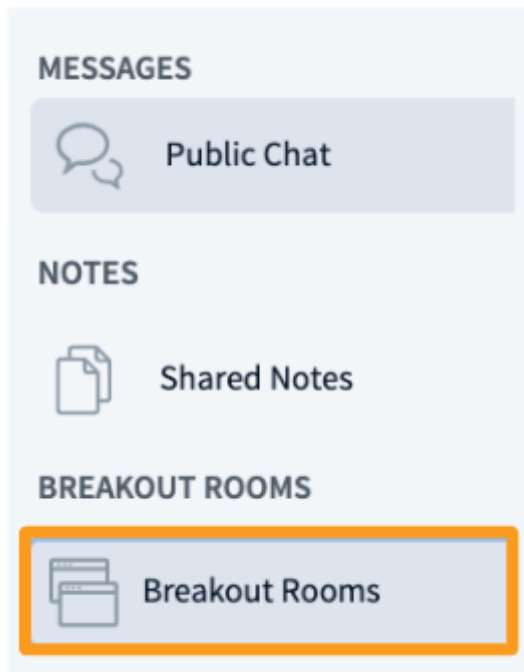 MESSAGES
Public Chat
NOTES
Shared Notes
BREAKOUT ROOMS
Breakout Rooms